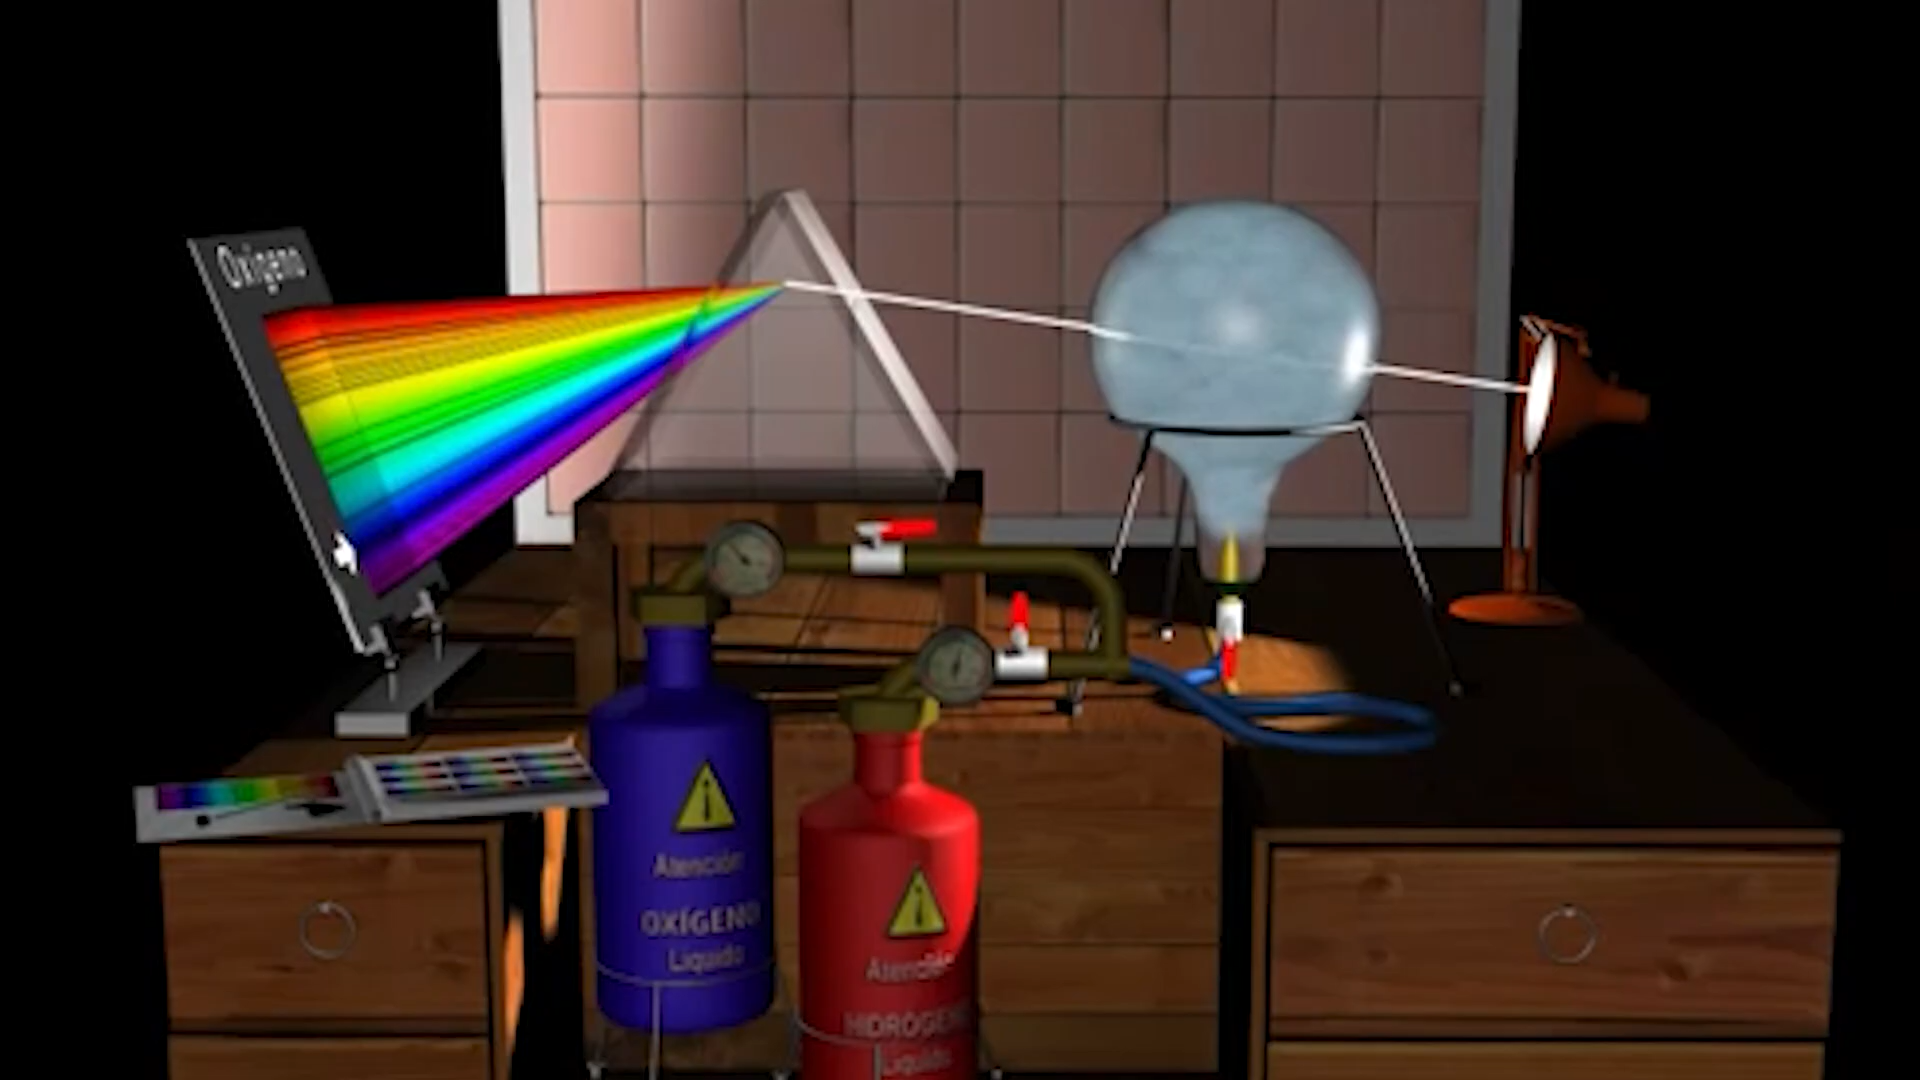 Oxígeno
Atención
OXÍGENO
Líquido
Atención
HIDRÓGENO
Líquido